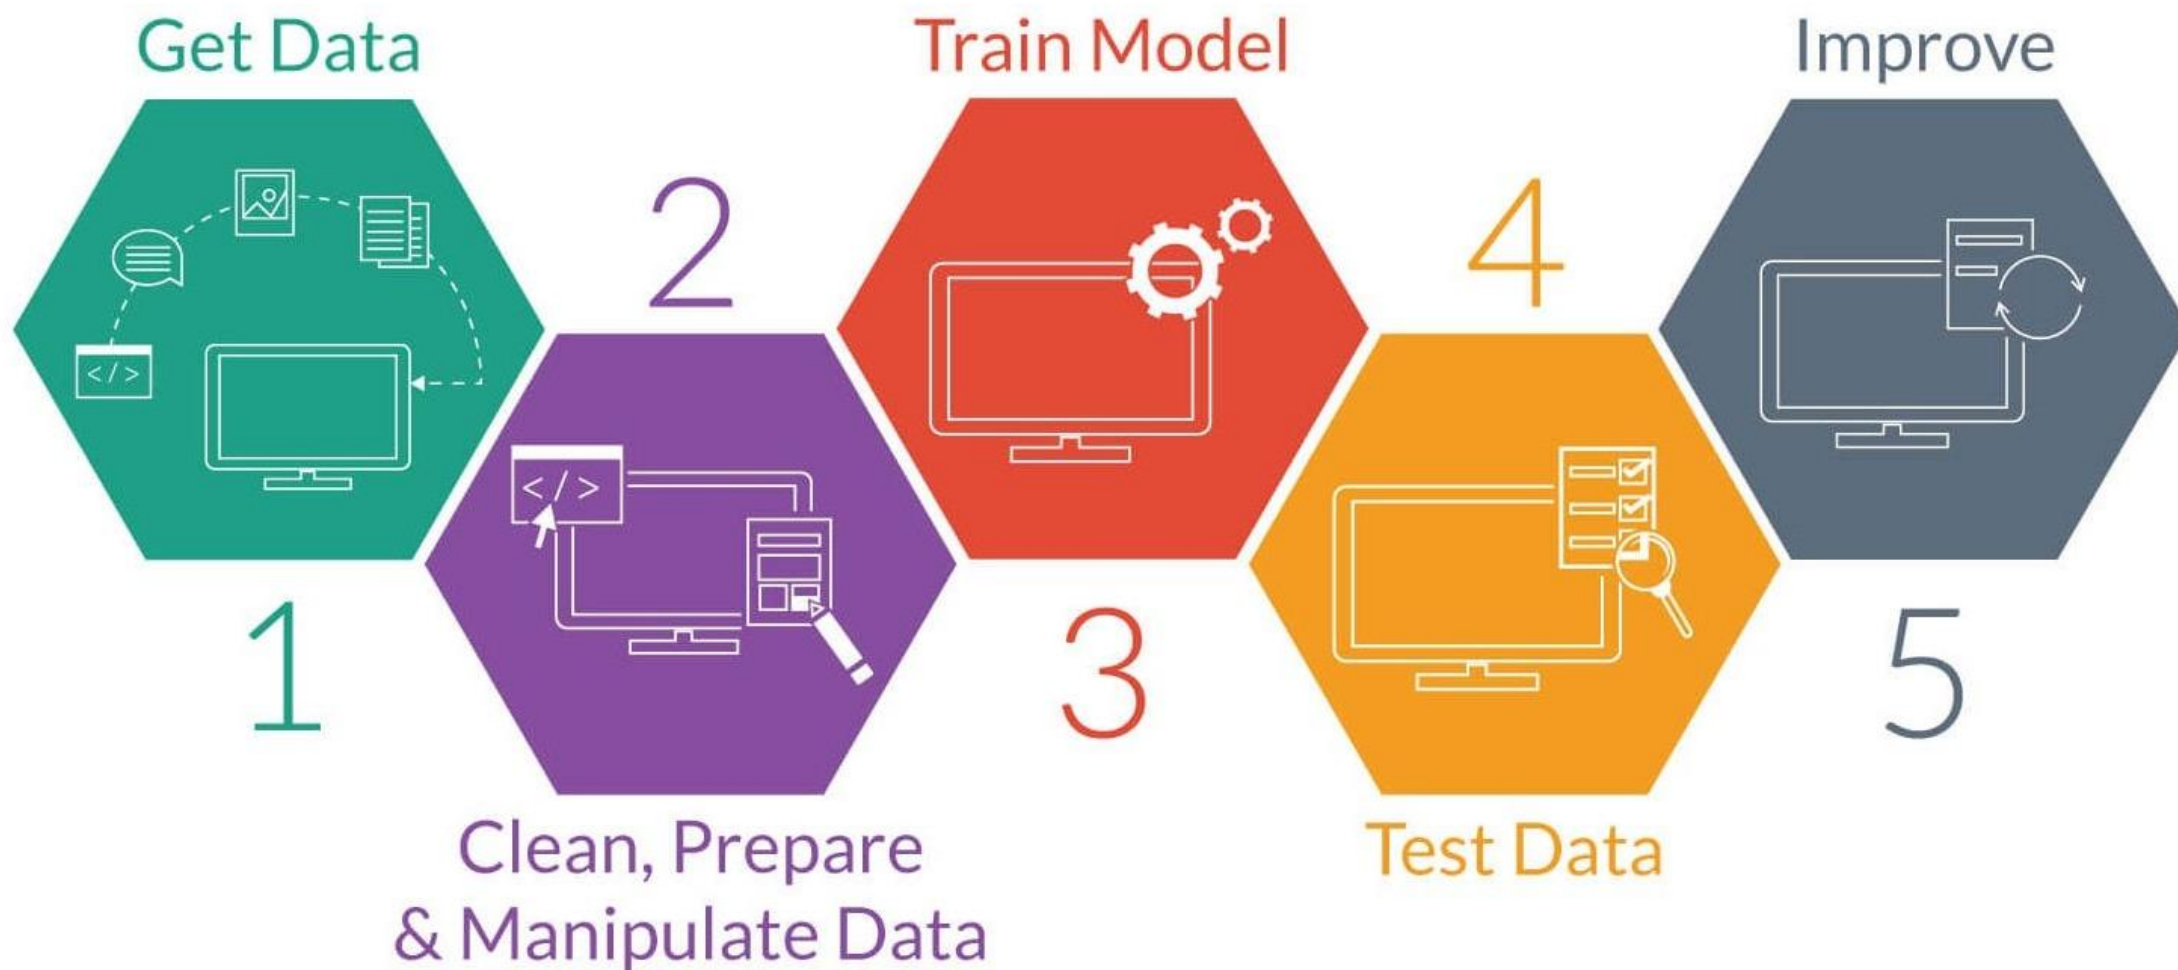 Get Data
</>
1
2
</>
Clean, Prepare
& Manipulate Data
Train Model
3
4
Test Data
Improve
5